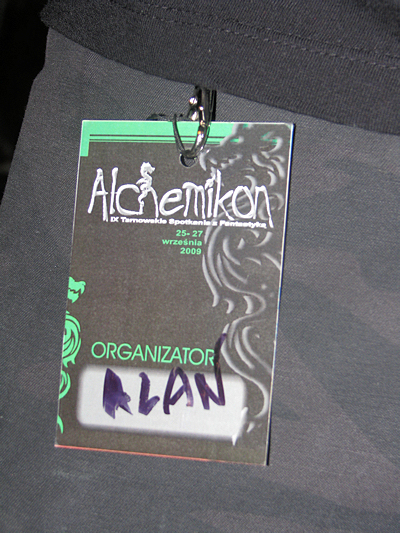 Alchemikon
IX Tarnowskie Spotkania z Fantastyką
25- 27
września
2009
ORGANIZATOR
ALAN